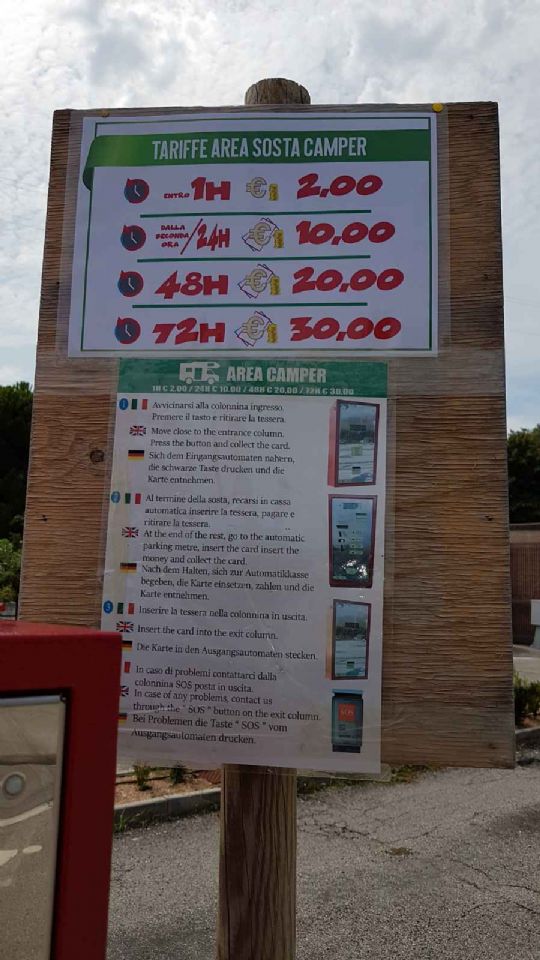 TARIFFE AREA SOSTA CAMPER
ENTRO 1H € 2,00
DALLA SECONDA ORA /24H € 10,00
48H € 20,00
72H € 30,00
AREA CAMPER
1H € 2.00 / 24H € 10.00 / 48H € 20.00 / 72H € 30.00
1 Avvicinarsi alla colonnina ingresso.
Premere il tasto e ritirare la tessera.
Move close to the entrance column.
Press the button and collect the card.
Sich dem Eingangsautomaten nahern,
die schwarze Taste drucken und die
Karte entnehmen.
2 Al termine della sosta, recarsi in cassa
automatica inserire la tessera, pagare e
ritirare la tessera.
At the end of the rest, go to the automatic
parking metre, insert the card insert the
money and collect the card.
Nach dem Halten, sich zur Automatikkasse
begeben, die Karte einsetzen, zahlen und die
Karte entnehmen.
3 Inserire la tessera nella colonnina in uscita.
Insert the card into the exit column.
Die Karte in den Ausgangsautomaten stecken.
In caso di problemi contattarci dalla
colonnina SOS posta in uscita.
In case of any problems, contact us
through the " SOS " button on the exit column.
Bei Problemen die Taste " SOS " vom
Ausgangsautomaten drucken.
SOS